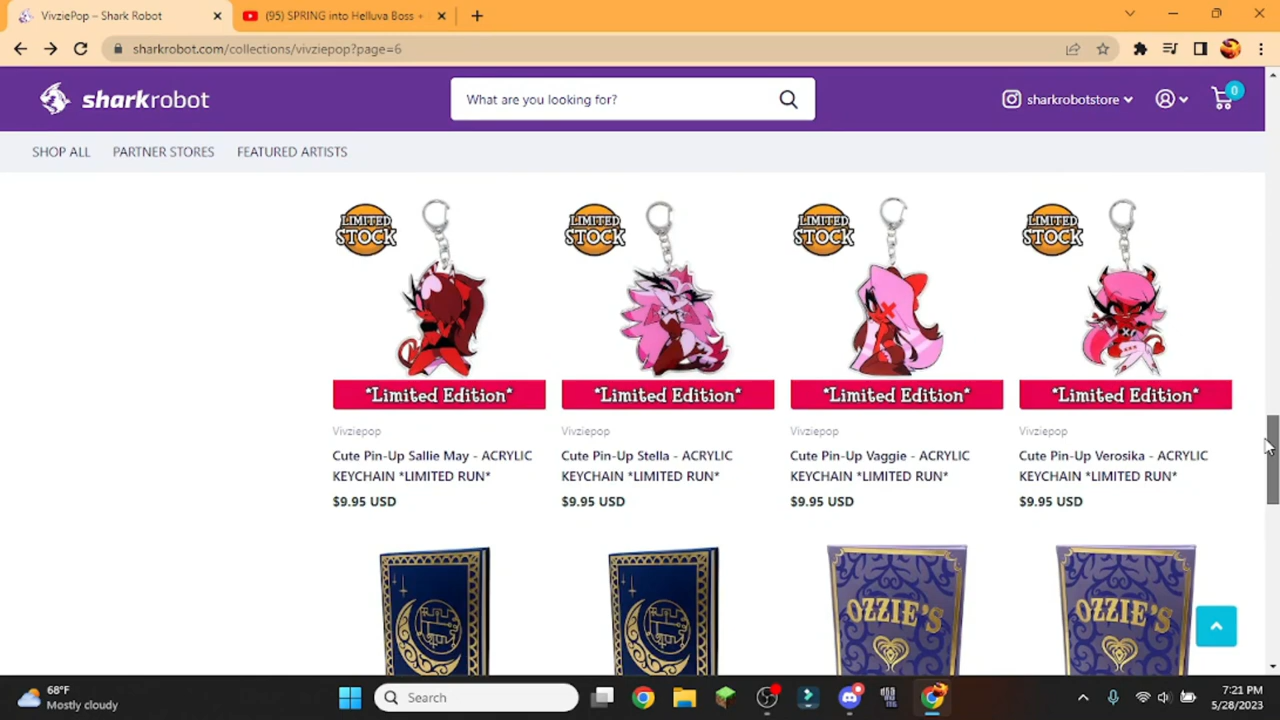 VivziePop – Shark Robot
(95) SPRING into Helluva Boss
sharkrobot.com/collections/vivziepop?page=6
sharkrobot
What are you looking for?
sharkrobotstore
0
SHOP ALL
PARTNER STORES
FEATURED ARTISTS
LIMITED
STOCK
LIMITED
STOCK
LIMITED
STOCK
LIMITED
STOCK
*Limited Edition*
*Limited Edition*
*Limited Edition*
*Limited Edition*
Vivziepop
Cute Pin-Up Sallie May - ACRYLIC
KEYCHAIN *LIMITED RUN*
$9.95 USD
Vivziepop
Cute Pin-Up Stella - ACRYLIC
KEYCHAIN *LIMITED RUN*
$9.95 USD
Vivziepop
Cute Pin-Up Vaggie - ACRYLIC
KEYCHAIN *LIMITED RUN*
$9.95 USD
Vivziepop
Cute Pin-Up Verosika - ACRYLIC
KEYCHAIN *LIMITED RUN*
$9.95 USD
OZZIE'S
OZZIE'S
68°F
Mostly cloudy
Search
7:21 PM
5/28/2023